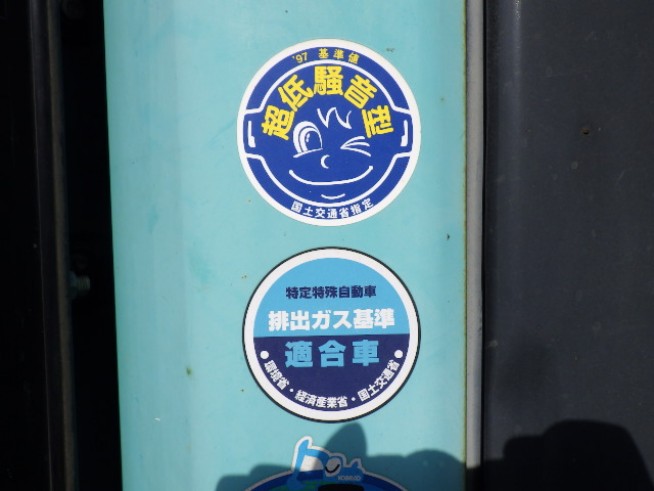 '97 基準値
超低騒音型
国土交通省指定
特定特殊自動車
排出ガス基準
適合車
●環境省・経済産業省・国土交通省●